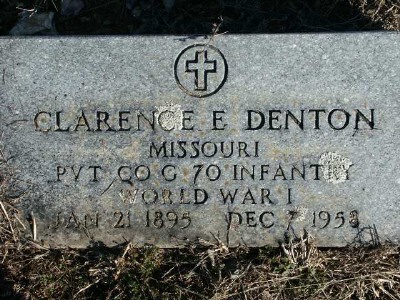 CLARENCE E DENTON
MISSOURI
PVT CO G 70 INFANTRY
WORLD WAR I
JAN 21 1895 DEC 7 1958